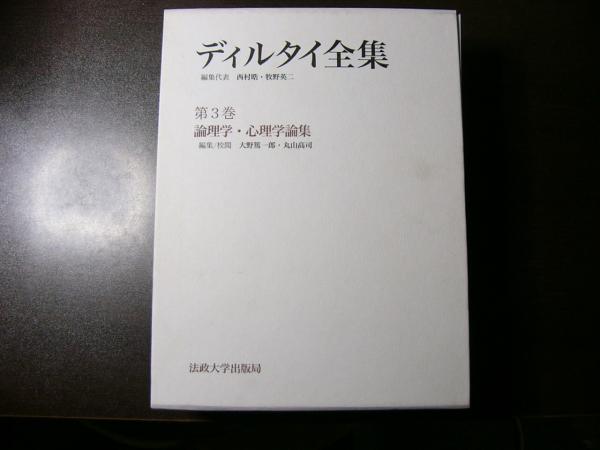 ディルタイ全集
編集代表 西村晧・牧野英二
第3巻
論理学・心理学論集
編集/校閲 大野篤一郎・丸山高司
法政大学出版局